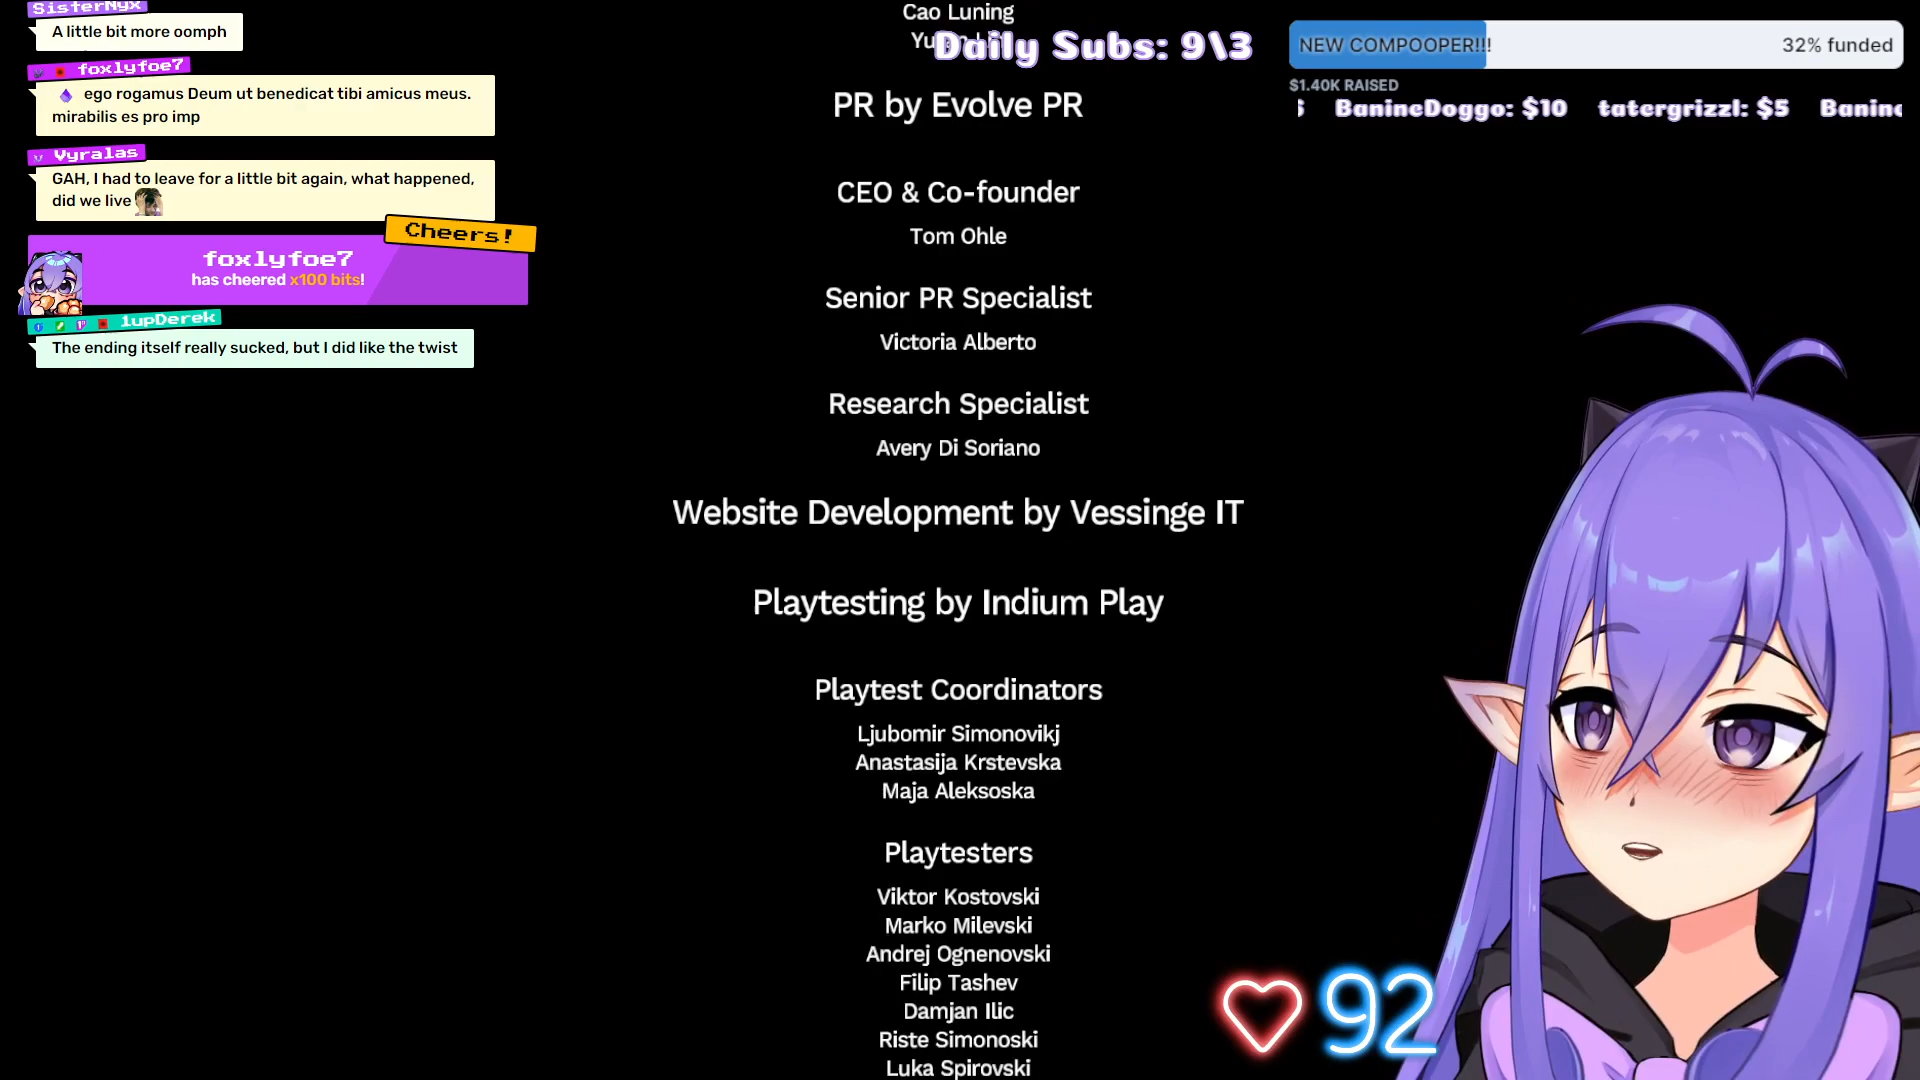 SisterNyx
A little bit more oomph
foxlyfoe7
ego rogamus Deum ut benedicat tibi amicus meus.
mirabilis es pro imp
Vyralas
GAH, I had to leave for a little bit again, what happened,
did we live
Cheers!
foxlyfoe7
has cheered x100 bits!
1upDerek
The ending itself really sucked, but I did like the twist
Cao Luning
Daily Subs: 9\3
PR by Evolve PR
CEO & Co-founder
Tom Ohle
Senior PR Specialist
Victoria Alberto
Research Specialist
Avery Di Soriano
Website Development by Vessinge IT
Playtesting by Indium Play
Playtest Coordinators
Ljubomir Simonovikj
Anastasija Krstevska
Maja Aleksoska
Playtesters
Viktor Kostovski
Marko Milevski
Andrej Ognenovski
Filip Tashev
Damjan Ilic
Riste Simonoski
Luka Spirovski
NEW COMPOOPER!!! 32% funded
$1.40K RAISED
BanineDoggo: $10 tatergrizzl: $5
92